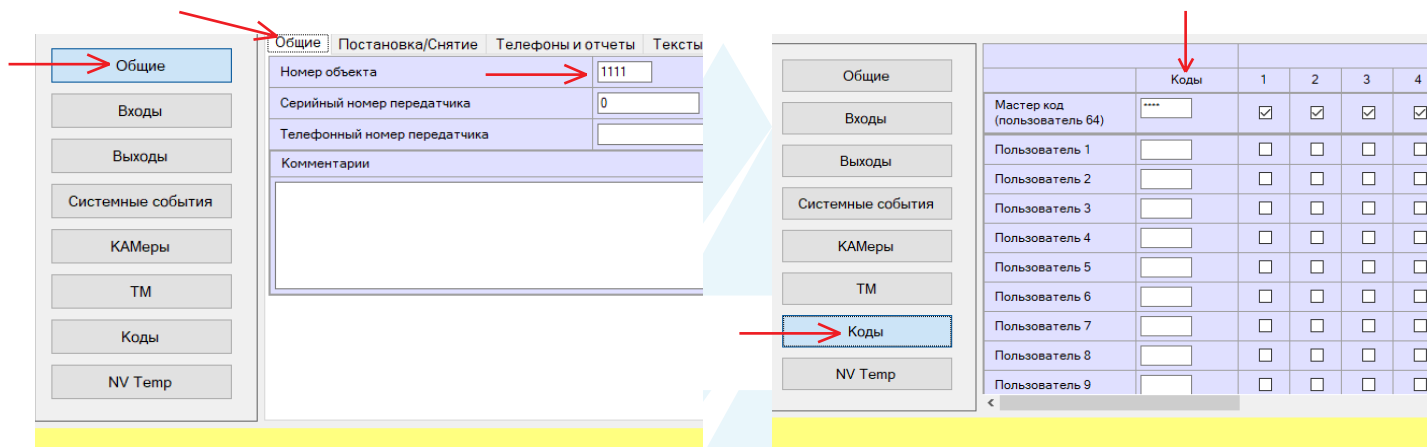 Общие
Входы
Выходы
Системные события
КАМеры
ТМ
Коды
NV Temp
Общие Постановка/Снятие Телефоны и отчеты Тексты
Номер объекта 1111
Серийный номер передатчика 0
Телефонный номер передатчика
Комментарии
Общие
Входы
Выходы
Системные события
КАМеры
ТМ
Коды
NV Temp
Коды 1 2 3 4
Мастер код
(пользователь 64) ****
Пользователь 1
Пользователь 2
Пользователь 3
Пользователь 4
Пользователь 5
Пользователь 6
Пользователь 7
Пользователь 8
Пользователь 9